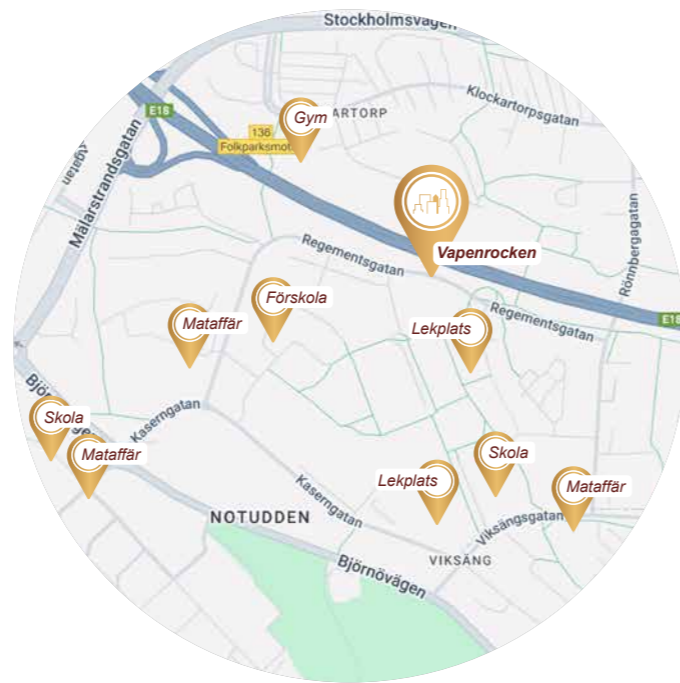 Stockholmsvägen
E18
Gym
ARTORP
Klockartorpsgatan
136
Folkparksmot
Mälarstrandsgatan
Rönnbergagatan
Regementsgatan
Vapenrocken
Förskola
Mataffär
Lekplats
Regementsgatan
E18
Skola
Kaserngatan
Mataffär
Lekplats
Skola
Mataffär
NOTUDDEN
Kaserngatan
Viksängsgatan
VIKSÄNG
Björnövägen